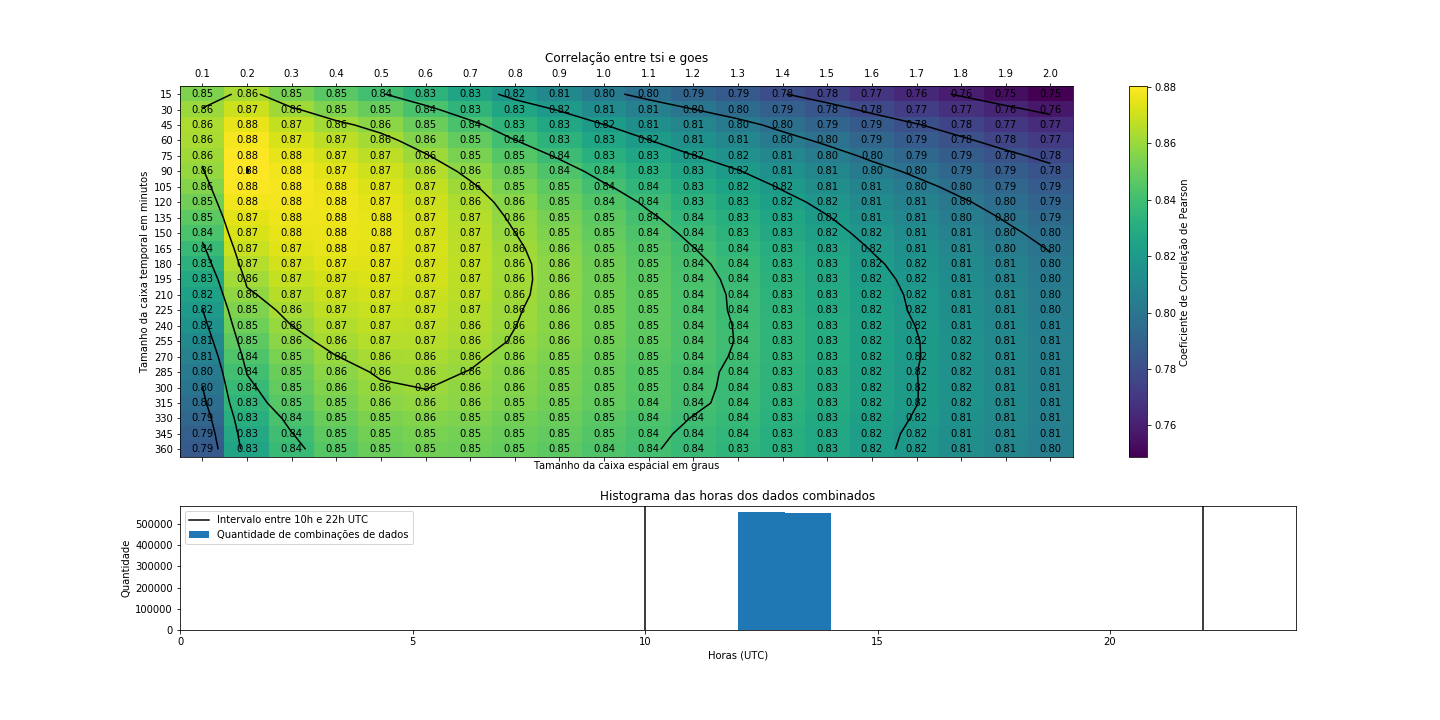 Correlação entre tsi e goes
0.1 0.2 0.3 0.4 0.5 0.6 0.7 0.8 0.9 1.0 1.1 1.2 1.3 1.4 1.5 1.6 1.7 1.8 1.9 2.0
15 0.85 0.86 0.85 0.85 0.84 0.83 0.83 0.82 0.81 0.80 0.80 0.79 0.79 0.78 0.78 0.77 0.76 0.76 0.75 0.75
30 0.86 0.87 0.86 0.85 0.85 0.84 0.83 0.83 0.82 0.81 0.81 0.80 0.80 0.79 0.78 0.78 0.77 0.77 0.76 0.76
45 0.86 0.88 0.87 0.86 0.86 0.85 0.84 0.83 0.83 0.82 0.81 0.81 0.80 0.80 0.79 0.79 0.78 0.78 0.77 0.77
60 0.86 0.88 0.87 0.87 0.86 0.86 0.85 0.84 0.83 0.83 0.82 0.81 0.81 0.80 0.80 0.79 0.79 0.78 0.78 0.77
75 0.86 0.88 0.88 0.87 0.87 0.86 0.85 0.85 0.84 0.83 0.83 0.82 0.82 0.81 0.80 0.80 0.79 0.79 0.78 0.78
90 0.86 0.88 0.88 0.87 0.87 0.86 0.86 0.85 0.84 0.84 0.83 0.83 0.82 0.81 0.81 0.80 0.80 0.79 0.79 0.78
105 0.86 0.88 0.88 0.88 0.87 0.87 0.86 0.85 0.85 0.84 0.84 0.83 0.82 0.82 0.81 0.81 0.80 0.80 0.79 0.79
120 0.85 0.88 0.88 0.88 0.87 0.87 0.86 0.86 0.85 0.84 0.84 0.83 0.83 0.82 0.82 0.81 0.81 0.80 0.80 0.79
135 0.85 0.87 0.88 0.88 0.88 0.87 0.86 0.86 0.85 0.85 0.84 0.84 0.83 0.83 0.82 0.81 0.81 0.80 0.80 0.79
150 0.84 0.87 0.88 0.88 0.88 0.87 0.87 0.86 0.85 0.85 0.84 0.84 0.83 0.83 0.82 0.82 0.81 0.81 0.80 0.80
165 0.84 0.87 0.87 0.88 0.87 0.87 0.87 0.86 0.86 0.85 0.85 0.84 0.84 0.83 0.83 0.82 0.81 0.81 0.80 0.80
180 0.83 0.87 0.87 0.87 0.87 0.87 0.87 0.86 0.86 0.85 0.85 0.84 0.84 0.83 0.83 0.82 0.82 0.81 0.81 0.80
195 0.83 0.86 0.87 0.87 0.87 0.87 0.87 0.86 0.86 0.85 0.85 0.84 0.84 0.83 0.83 0.82 0.82 0.81 0.81 0.80
210 0.82 0.86 0.87 0.87 0.87 0.87 0.87 0.86 0.86 0.85 0.85 0.84 0.84 0.83 0.83 0.82 0.82 0.81 0.81 0.80
225 0.82 0.85 0.86 0.87 0.87 0.87 0.86 0.86 0.86 0.85 0.85 0.84 0.84 0.83 0.83 0.82 0.82 0.81 0.81 0.80
240 0.82 0.85 0.86 0.87 0.87 0.87 0.86 0.86 0.86 0.85 0.85 0.84 0.84 0.83 0.83 0.82 0.82 0.81 0.81 0.81
255 0.81 0.85 0.86 0.86 0.87 0.87 0.86 0.86 0.86 0.85 0.85 0.84 0.84 0.83 0.83 0.82 0.82 0.82 0.81 0.81
270 0.81 0.84 0.85 0.86 0.86 0.86 0.86 0.86 0.85 0.85 0.85 0.84 0.84 0.83 0.83 0.82 0.82 0.82 0.81 0.81
285 0.80 0.84 0.85 0.86 0.86 0.86 0.86 0.86 0.85 0.85 0.85 0.84 0.84 0.83 0.83 0.82 0.82 0.82 0.81 0.81
300 0.80 0.84 0.85 0.85 0.86 0.86 0.86 0.85 0.85 0.85 0.84 0.84 0.84 0.83 0.83 0.82 0.82 0.82 0.81 0.81
315 0.80 0.83 0.85 0.85 0.86 0.86 0.86 0.85 0.85 0.85 0.84 0.84 0.84 0.83 0.83 0.82 0.82 0.81 0.81 0.81
330 0.79 0.83 0.84 0.85 0.85 0.86 0.85 0.85 0.85 0.85 0.84 0.84 0.84 0.83 0.83 0.82 0.82 0.81 0.81 0.81
345 0.79 0.83 0.84 0.85 0.85 0.85 0.85 0.85 0.85 0.84 0.84 0.84 0.83 0.83 0.83 0.82 0.82 0.81 0.81 0.81
360 0.79 0.83 0.84 0.85 0.85 0.85 0.85 0.85 0.84 0.84 0.84 0.84 0.83 0.83 0.83 0.82 0.82 0.81 0.81 0.80
Tamanho da caixa temporal em minutos
Tamanho da caixa espacial em graus
0.88
0.86
0.84
0.82
0.80
0.78
0.76
Coeficiente de Correlação de Pearson
Histograma das horas dos dados combinados
Intervalo entre 10h e 22h UTC
Quantidade de combinações de dados
500000
400000
300000
200000
100000
0
Quantidade
0 5 10 15 20
Horas (UTC)